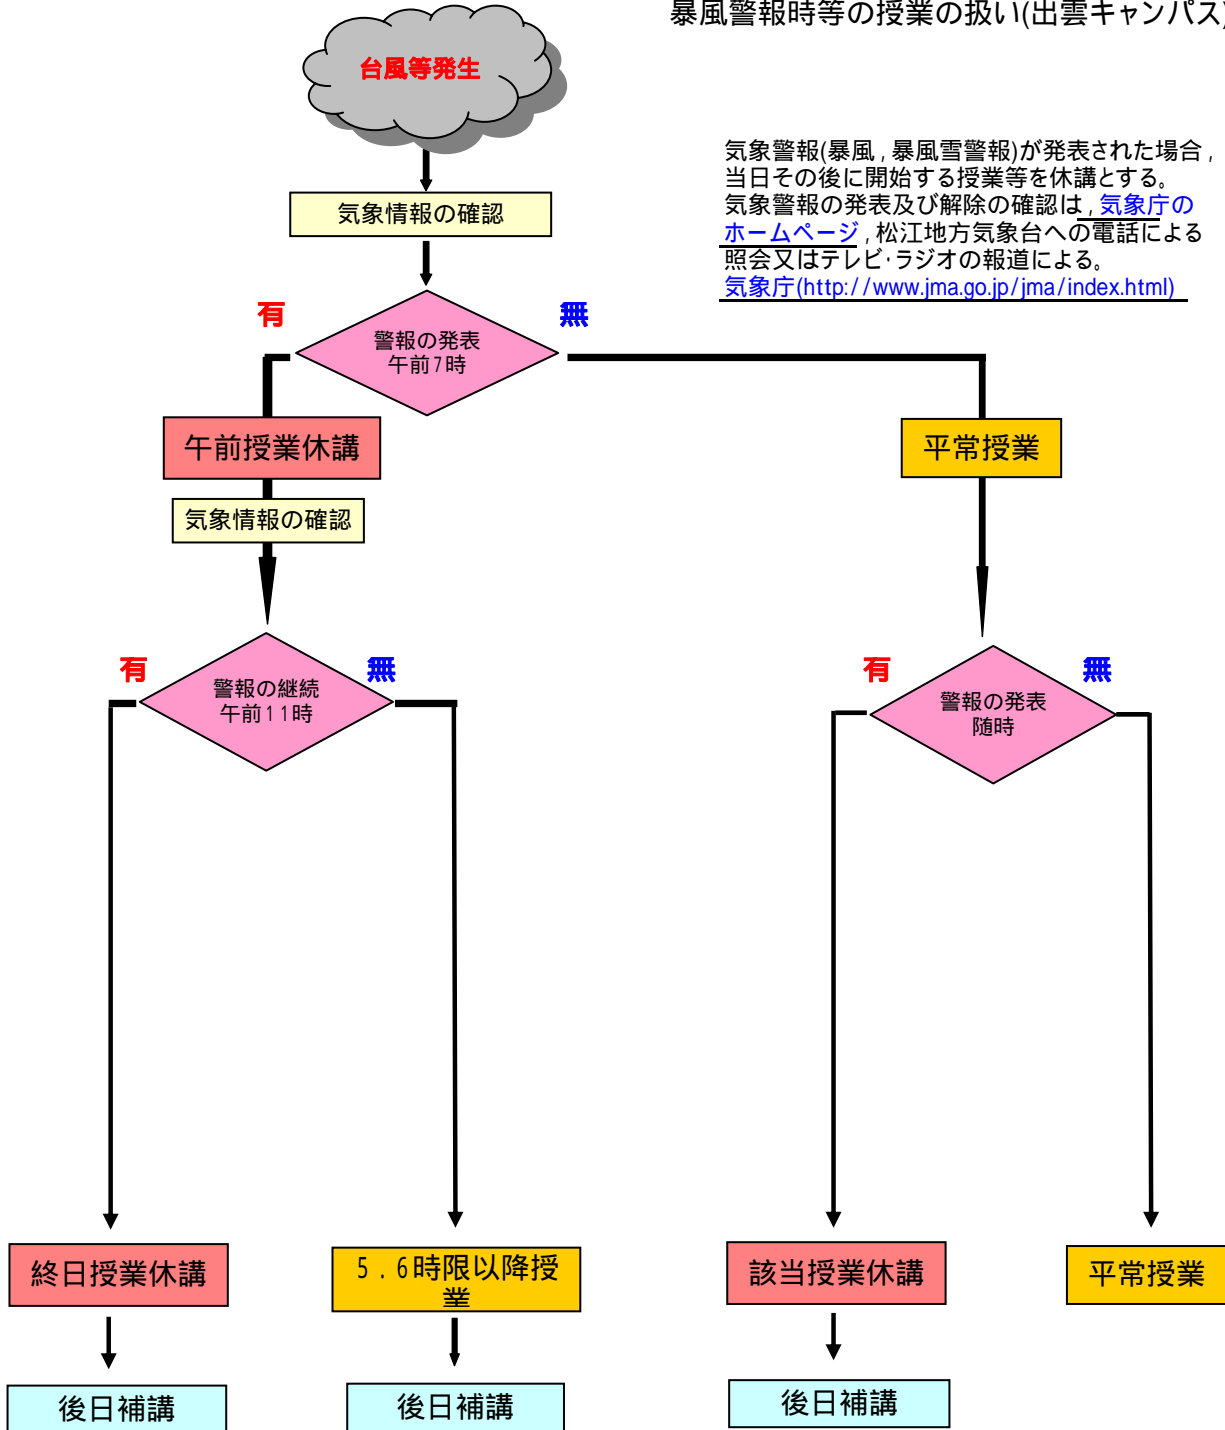 暴風警報時等の授業の扱い(出雲キャンパス)
台風等発生
気象警報(暴風,暴風雪警報)が発表された場合,
当日その後に開始する授業等を休講とする。
気象警報の発表及び解除の確認は,気象庁の
ホームページ,松江地方気象台への電話による
照会又はテレビ・ラジオの報道による。
気象庁(http://www.jma.go.jp/jma/index.html)
気象情報の確認
有
無
警報の発表
午前7時
午前授業休講
平常授業
気象情報の確認
有
無
警報の継続
午前11時
有
無
警報の発表
随時
終日授業休講
5.6時限以降授
業
該当授業休講
平常授業
後日補講
後日補講
後日補講